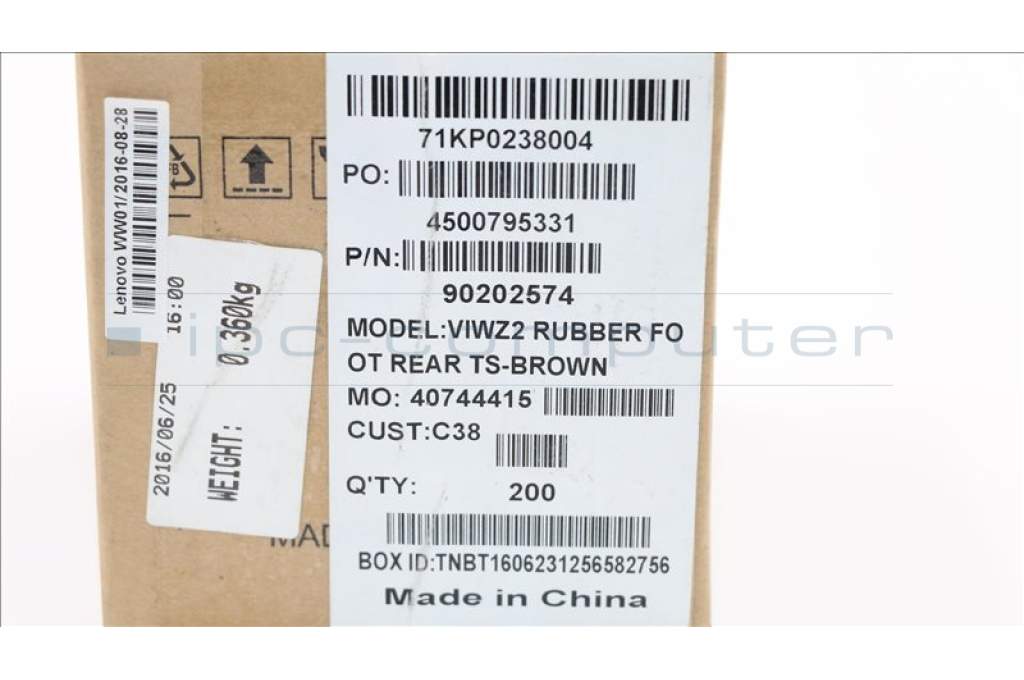 Lenovo WW01/2016-08-28
2016/06/25 16:00
WEIGHT: 0.360kg
71KP0238004
PO:
4500795331
P/N:
90202574
MODEL:VIWZ2 RUBBER FO
OT REAR TS-BROWN
MO: 40744415
CUST:C38
Q'TY: 200
BOX ID:TNBT1606231256582756
Made in China
MAD
ipc-computer